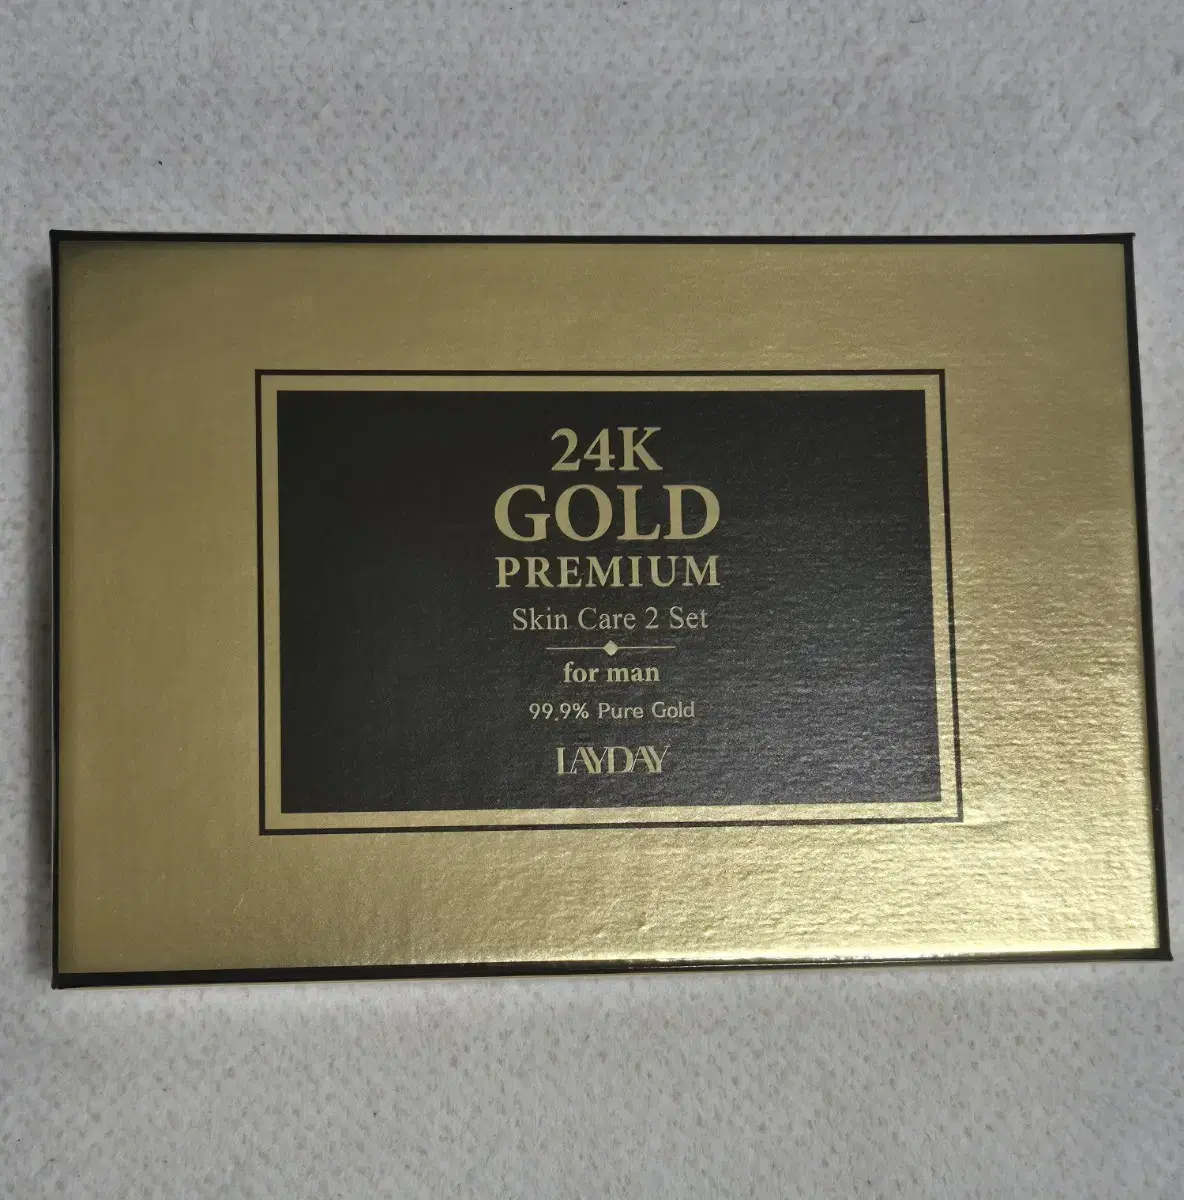 24K
GOLD
PREMIUM
Skin Care 2 Set
for man
99.9% Pure Gold
LAYDAY